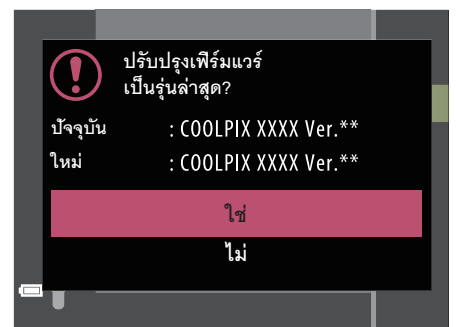 ปรับปรุงเฟิร์มแวร์
เป็นรุ่นล่าสุด?
ปัจจุบัน : COOLPIX XXXX Ver.**
ใหม่ : COOLPIX XXXX Ver.**
ใช่
ไม่